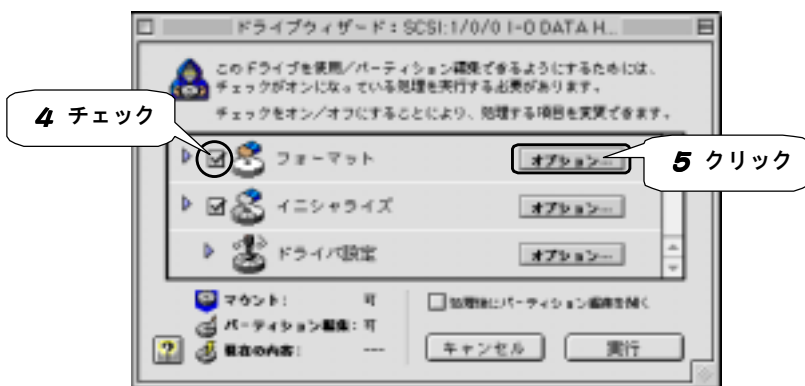 ドライブウィザード：SCSI:1/0/0 I-O DATA H...
このドライブを使用／パーティション編集できるようにするためには、
チェックがオンになっている処理を実行する必要があります。
チェックをオン/オフにすることにより、処理する項目を変更できます。
4 チェック
フォーマット
オプション...
5 クリック
イニシャライズ
オプション...
ドライバ設定
オプション...
マウント： 可
処理後にパーティション編集を開く
パーティション編集： 可
現在の内容： ----
キャンセル
実行